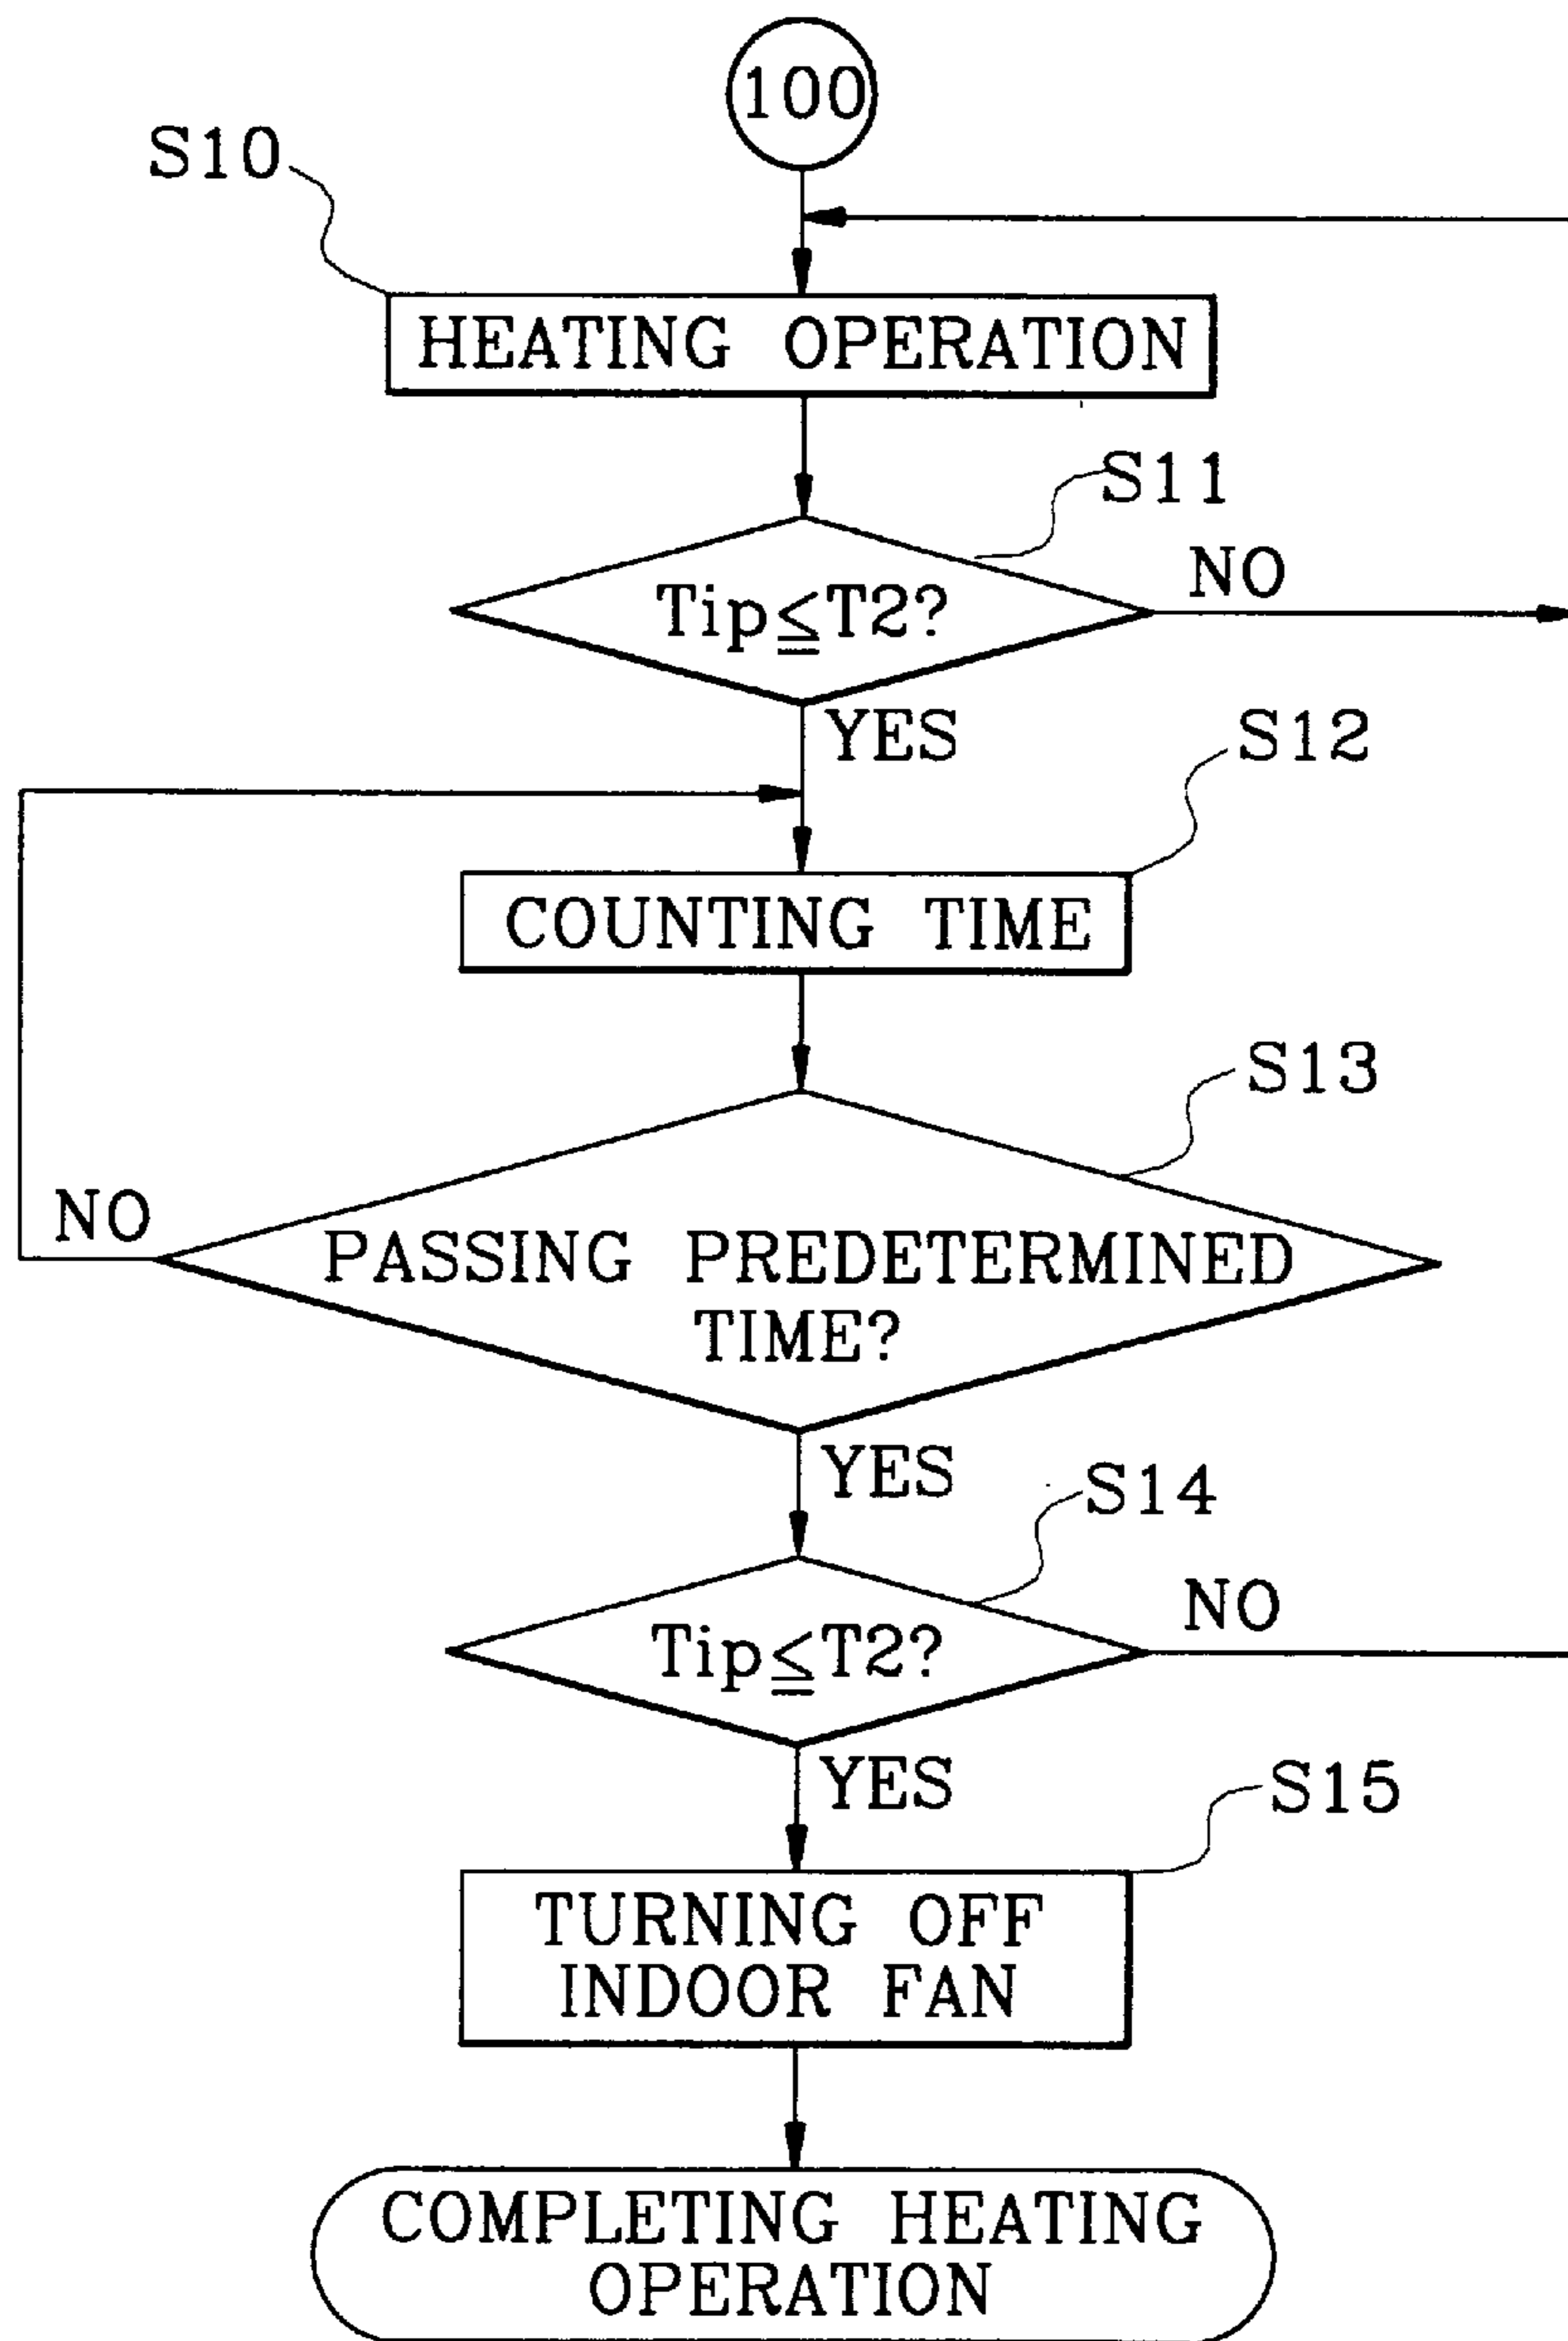 100
S10
HEATING OPERATION
S11
Tip≦T2?
NO
YES
S12
COUNTING TIME
S13
NO
PASSING PREDETERMINED
TIME?
YES
S14
Tip≦T2?
NO
YES
S15
TURNING OFF
INDOOR FAN
COMPLETING HEATING
OPERATION